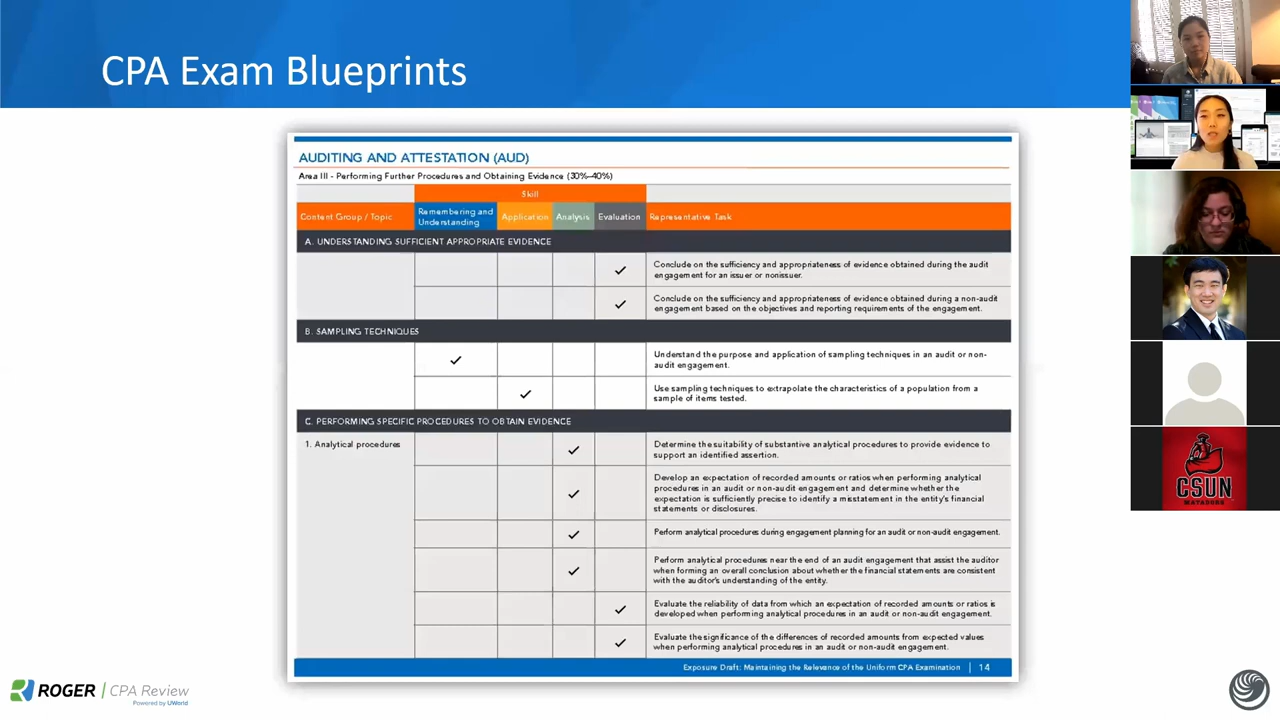 CPA Exam Blueprints
AUDITING AND ATTESTATION (AUD)
Area III - Performing Further Procedures and Obtaining Evidence (30%–40%)
Skill
Content Group / Topic
Remembering and
Understanding
Application
Analysis
Evaluation
Representative Task
A. UNDERSTANDING SUFFICIENT APPROPRIATE EVIDENCE
Conclude on the sufficiency and appropriateness of evidence obtained during the audit
engagement for an issuer or nonissuer.
Conclude on the sufficiency and appropriateness of evidence obtained during a non-audit
engagement based on the objectives and reporting requirements of the engagement.
B. SAMPLING TECHNIQUES
Understand the purpose and application of sampling techniques in an audit or non-
audit engagement.
Use sampling techniques to extrapolate the characteristics of a population from a
sample of items tested.
C. PERFORMING SPECIFIC PROCEDURES TO OBTAIN EVIDENCE
1. Analytical procedures
Determine the suitability of substantive analytical procedures to provide evidence to
support an identified assertion.
Develop an expectation of recorded amounts or ratios when performing analytical
procedures in an audit or non-audit engagement and determine whether the
expectation is sufficiently precise to identify a misstatement in the entity's financial
statements or disclosures.
Perform analytical procedures during engagement planning for an audit or non-audit engagement.
Perform analytical procedures near the end of an audit engagement that assist the auditor
when forming an overall conclusion about whether the financial statements are consistent
with the auditor's understanding of the entity.
Evaluate the reliability of data from which an expectation of recorded amounts or ratios is
developed when performing analytical procedures in an audit or non-audit engagement.
Evaluate the significance of the differences of recorded amounts from expected values
when performing analytical procedures in an audit or non-audit engagement.
Exposure Draft: Maintaining the Relevance of the Uniform CPA Examination | 14
ROGER | CPA Review
Powered by UWorld
CSUN
MATADORS